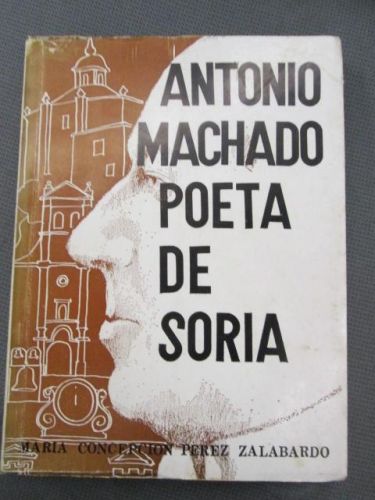 ANTONIO
MACHADO
POETA
DE
SORIA
MARIA CONCEPCION PEREZ ZALABARDO